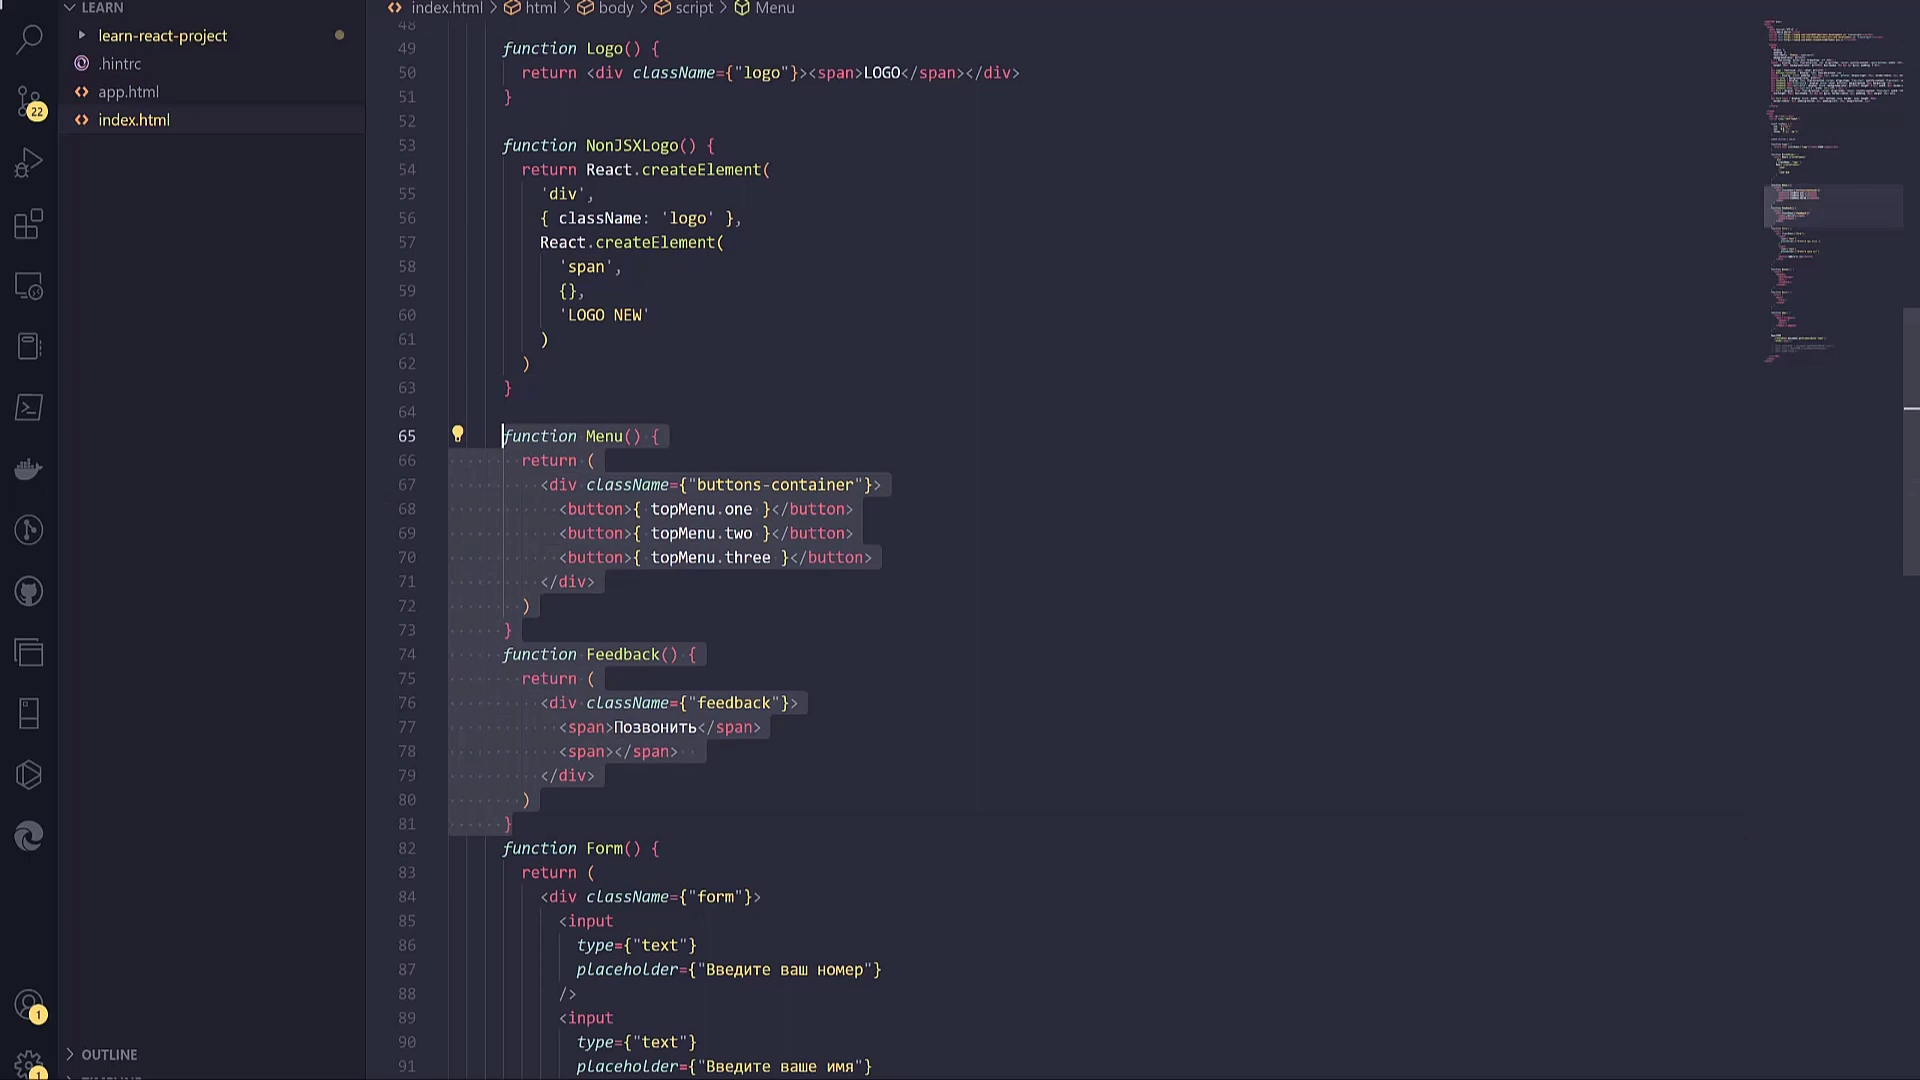 LEARN
learn-react-project
.hintrc
app.html
index.html
22
1
1
OUTLINE
index.html > html > body > script > Menu
48
49 function Logo() {
50 return <div className={"logo"}><span>LOGO</span></div>
51 }
52
53 function NonJSXLogo() {
54 return React.createElement(
55 'div',
56 { className: 'logo' },
57 React.createElement(
58 'span',
59 {},
60 'LOGO NEW'
61 )
62 )
63 }
64
65 function Menu() {
66 return (
67 <div className={"buttons-container"}>
68 <button>{ topMenu.one }</button>
69 <button>{ topMenu.two }</button>
70 <button>{ topMenu.three }</button>
71 </div>
72 )
73 }
74 function Feedback() {
75 return (
76 <div className={"feedback"}>
77 <span>Позвонить</span>
78 <span></span>
79 </div>
80 )
81 }
82 function Form() {
83 return (
84 <div className={"form"}>
85 <input
86 type={"text"}
87 placeholder={"Введите ваш номер"}
88 />
89 <input
90 type={"text"}
91 placeholder={"Введите ваше имя"}